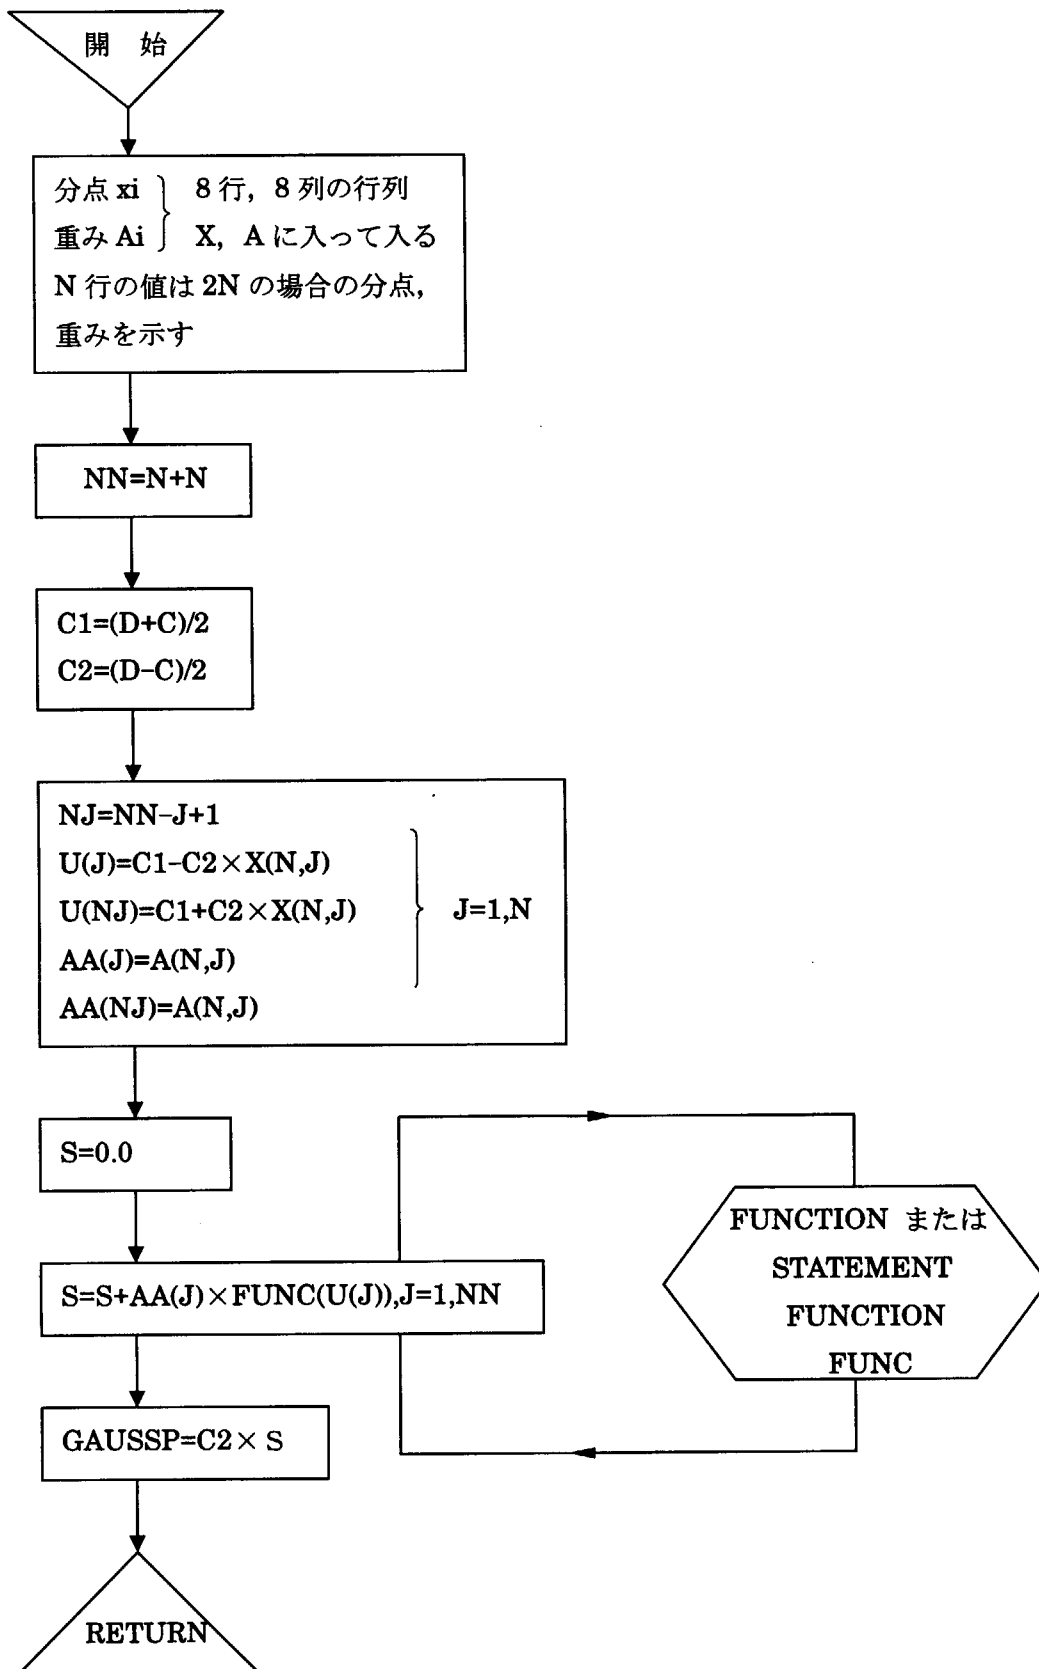 開 始
分点 xi 8 行, 8 列の行列
重み Ai X, A に入って入る
N 行の値は 2N の場合の分点,
重みを示す
NN=N+N
C1=(D+C)/2
C2=(D−C)/2
NJ=NN−J+1
U(J)=C1−C2×X(N,J)
U(NJ)=C1+C2×X(N,J)
J=1,N
AA(J)=A(N,J)
AA(NJ)=A(N,J)
S=0.0
S=S+AA(J)×FUNC(U(J)),J=1,NN
FUNCTION または
STATEMENT
FUNCTION
FUNC
GAUSSP=C2× S
RETURN